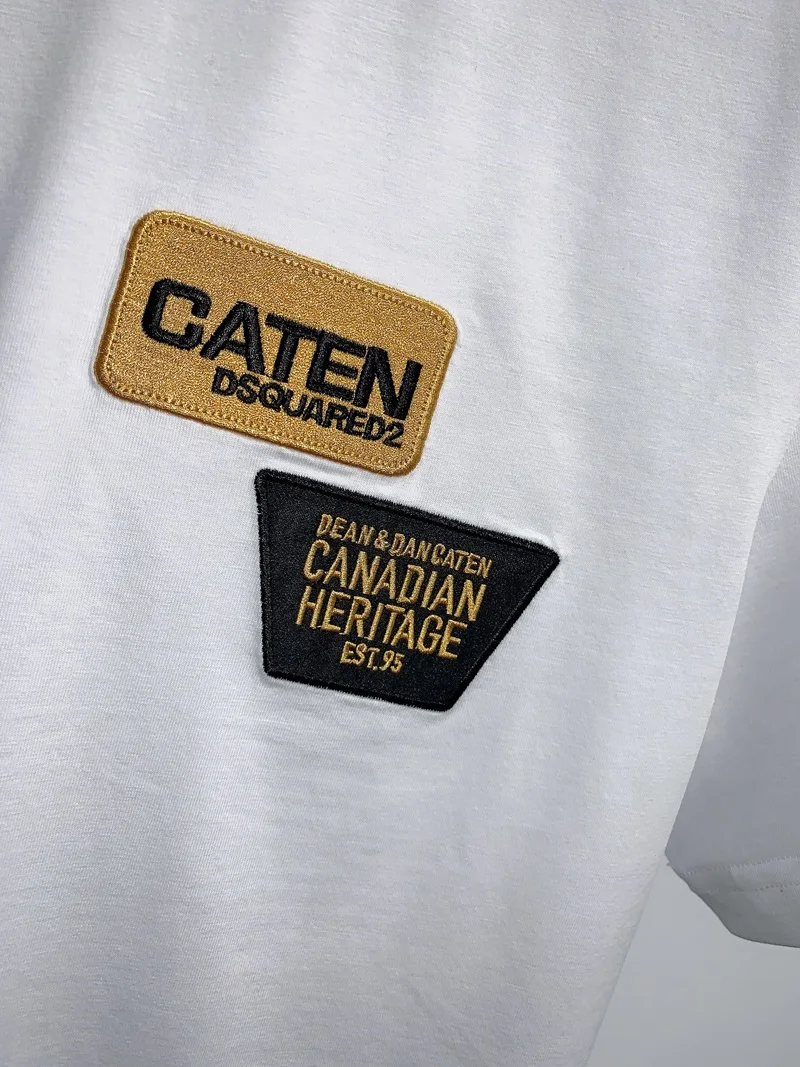 CATEN
DSQUARED2
DEAN & DAN CATEN
CANADIAN
HERITAGE
EST.95